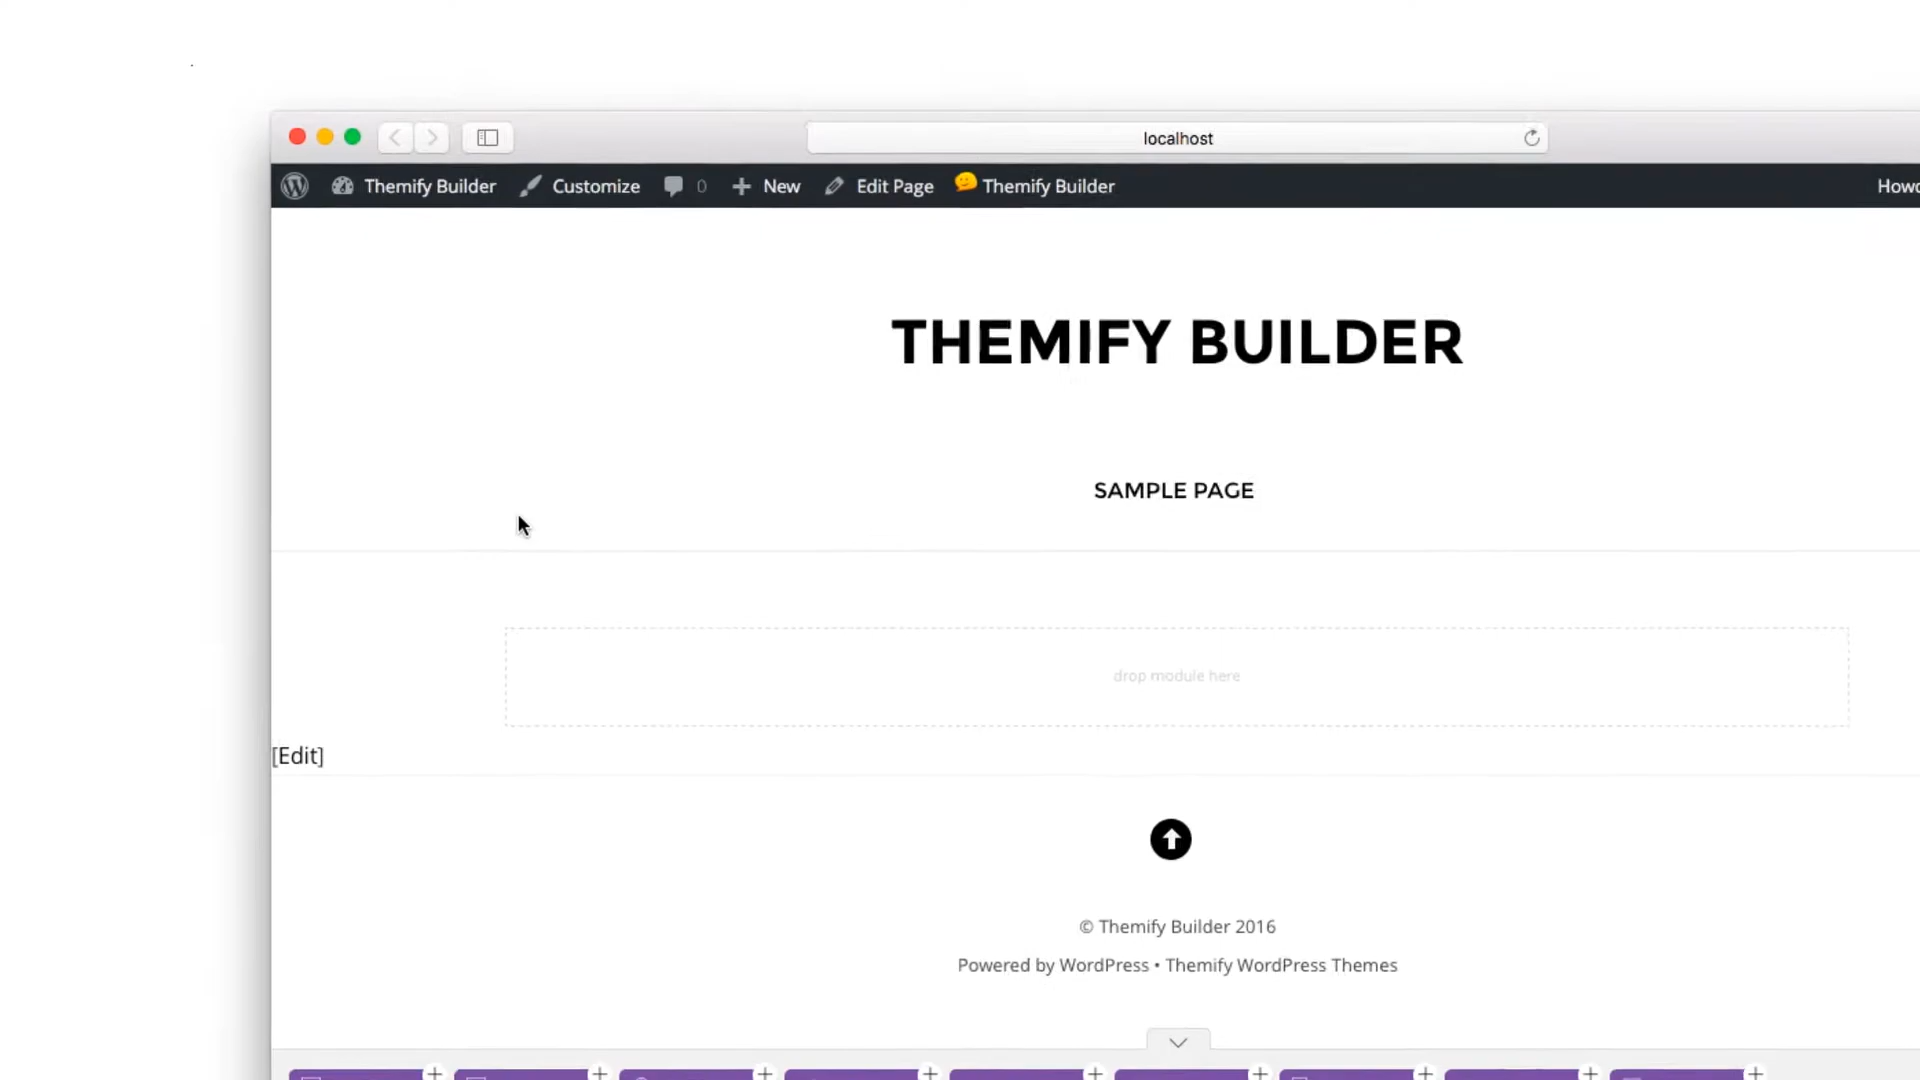 localhost
Themify Builder Customize 0 New Edit Page Themify Builder
THEMIFY BUILDER
SAMPLE PAGE
drop module here
[Edit]
© Themify Builder 2016
Powered by WordPress • Themify WordPress Themes